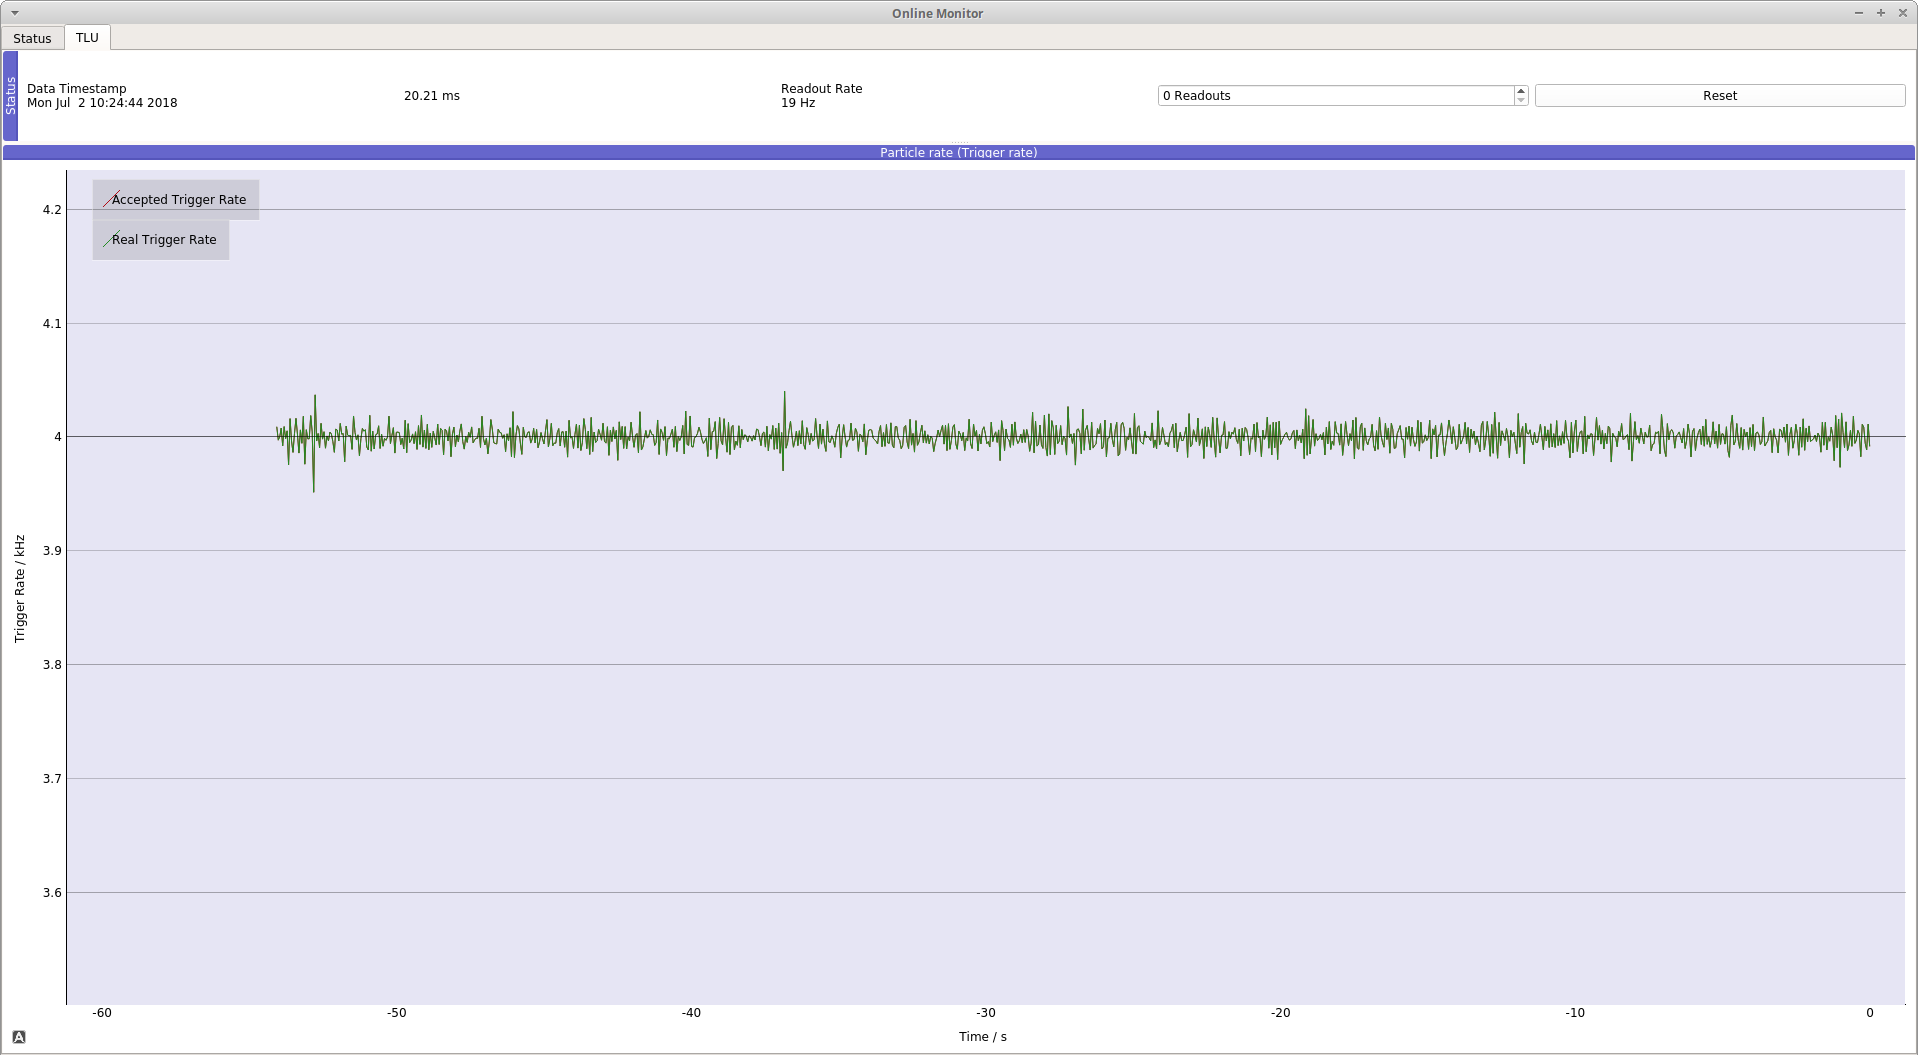 Online Monitor
Status
TLU
Status
Data Timestamp
Mon Jul  2 10:24:44 2018
20.21 ms
Readout Rate
19 Hz
0 Readouts
Reset
Particle rate (Trigger rate)
Accepted Trigger Rate
Real Trigger Rate
4.2
4.1
4
3.9
3.8
3.7
3.6
Trigger Rate / kHz
-60
-50
-40
-30
-20
-10
0
Time / s
A